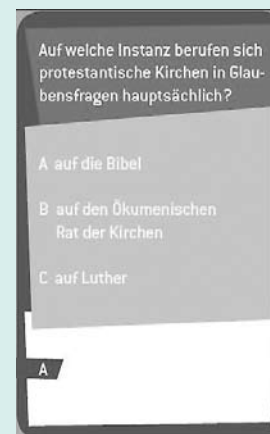 Auf welche Instanz berufen sich
protestantische Kirchen in Glau-
bensfragen hauptsächlich?
A auf die Bibel
B auf den Ökumenischen
Rat der Kirchen
C auf Luther
A